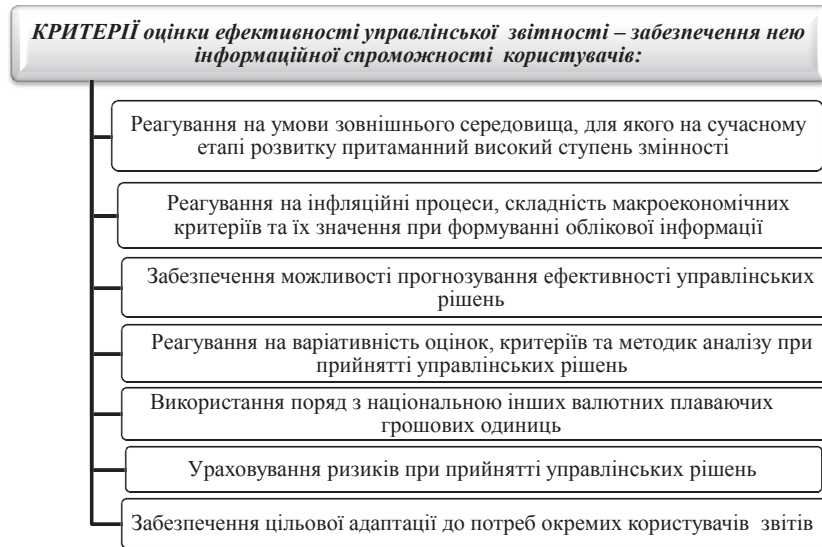 КРИТЕРІЇ оцінки ефективності управлінської звітності – забезпечення нею
інформаційної спроможності користувачів:
Реагування на умови зовнішнього середовища, для якого на сучасному
етапі розвитку притаманний високий ступень змінності
Реагування на інфляційні процеси, складність макроекономічних
критеріїв та їх значення при формуванні облікової інформації
Забезпечення можливості прогнозування ефективності управлінських
рішень
Реагування на варіативність оцінок, критеріїв та методик аналізу при
прийнятті управлінських рішень
Використання поряд з національною інших валютних плаваючих
грошових одиниць
Ураховування ризиків при прийнятті управлінських рішень
Забезпечення цільової адаптації до потреб окремих користувачів звітів